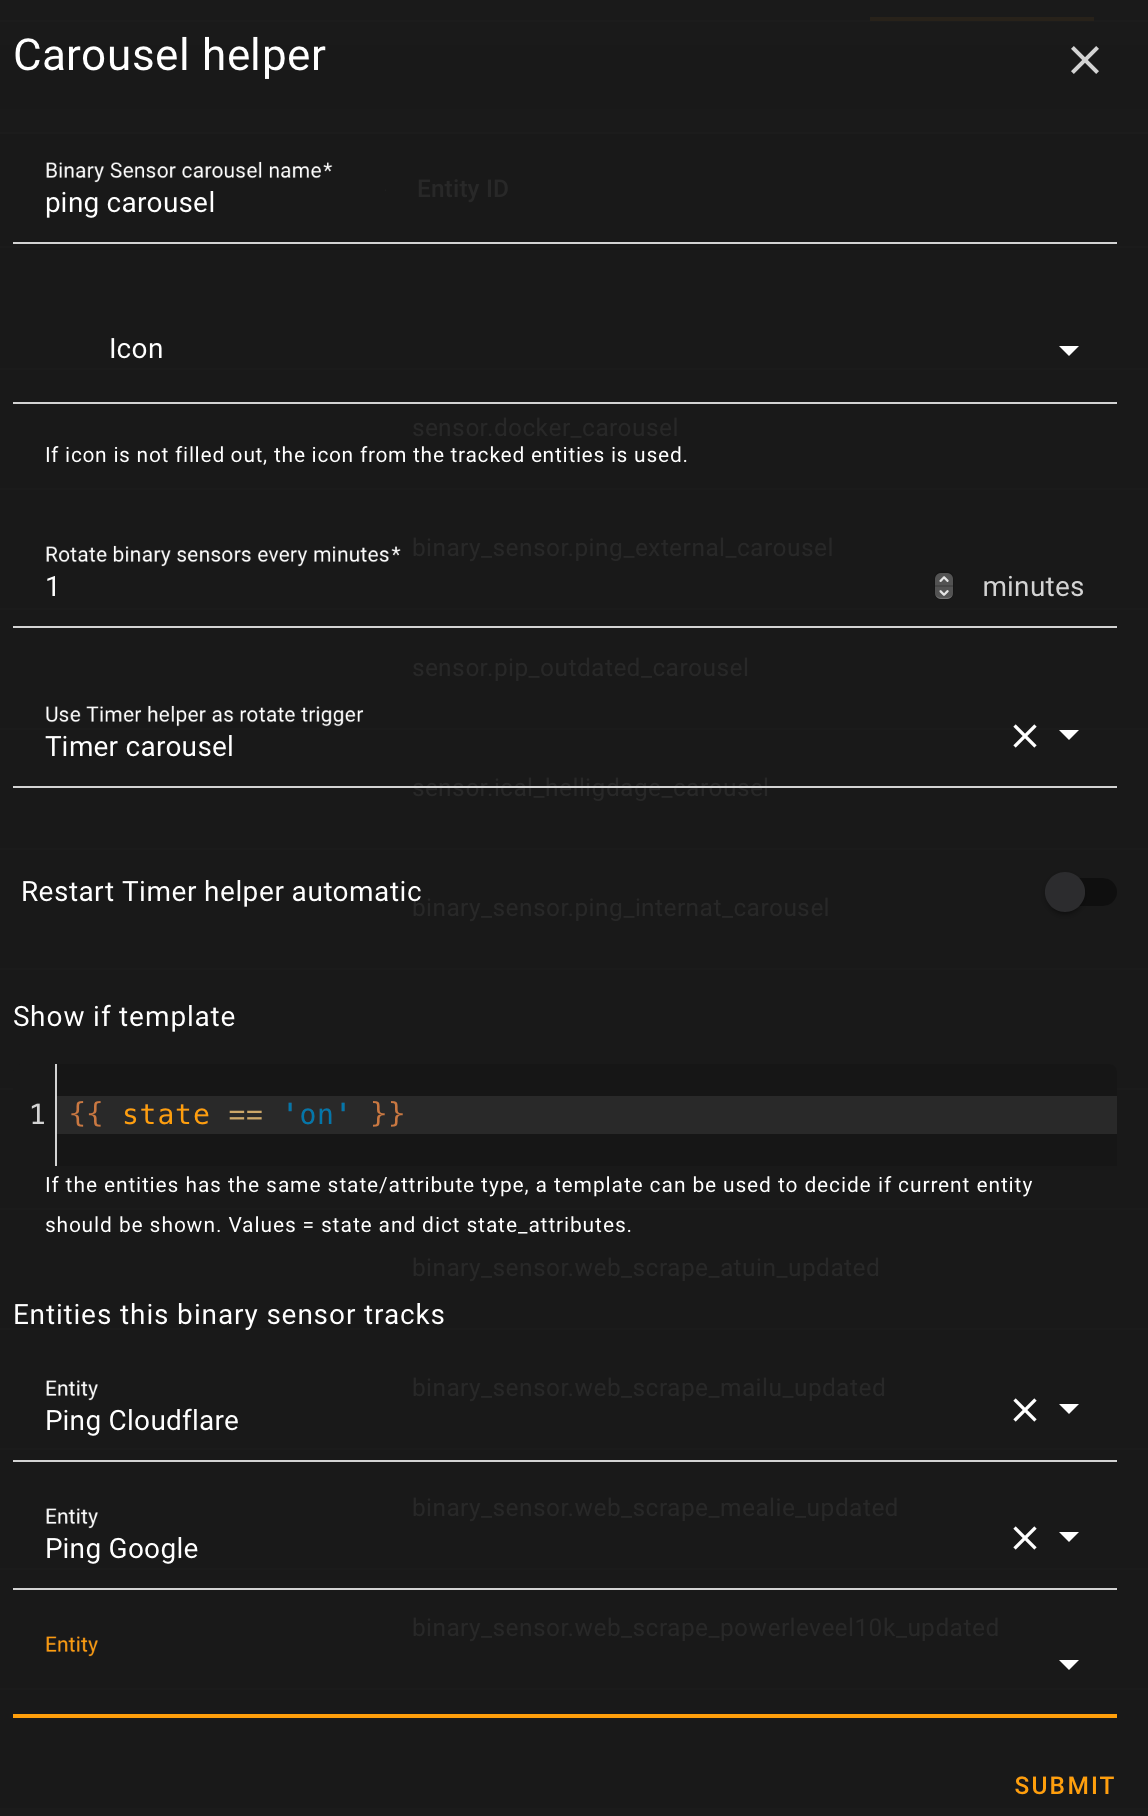 Carousel helper
Binary Sensor carousel name*
Entity ID
ping carousel
Icon
sensor.docker_carousel
If icon is not filled out, the icon from the tracked entities is used.
binary_sensor.ping_external_carousel
Rotate binary sensors every minutes*
1
minutes
sensor.pip_outdated_carousel
Use Timer helper as rotate trigger
Timer carousel
sensor.ical_helligdage_carousel
Restart Timer helper automatic
binary_sensor.ping_internat_carousel
Show if template
1 {{ state == 'on' }}
If the entities has the same state/attribute type, a template can be used to decide if current entity
should be shown. Values = state and dict state_attributes.
binary_sensor.web_scrape_atuin_updated
Entities this binary sensor tracks
Entity
binary_sensor.web_scrape_mailu_updated
Ping Cloudflare
binary_sensor.web_scrape_mealie_updated
Entity
Ping Google
binary_sensor.web_scrape_powerleveel10k_updated
Entity
SUBMIT